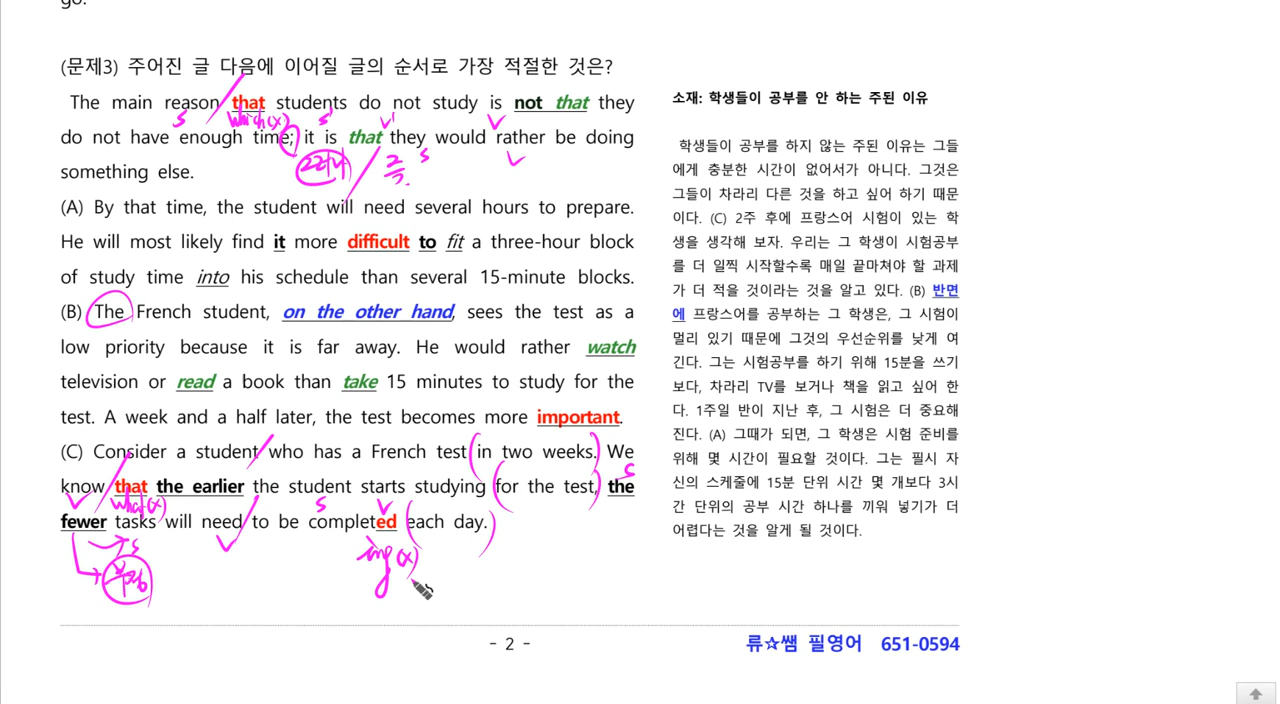 go.
(문제3) 주어진 글 다음에 이어질 글의 순서로 가장 적절한 것은?
The main reason that students do not study is not that they
which(x)
s s' v' v
do not have enough time; it is that they would rather be doing
s v
something else.
(A) By that time, the student will need several hours to prepare.
He will most likely find it more difficult to fit a three-hour block
of study time into his schedule than several 15-minute blocks.
(B) The French student, on the other hand, sees the test as a
low priority because it is far away. He would rather watch
television or read a book than take 15 minutes to study for the
test. A week and a half later, the test becomes more important.
(C) Consider a student who has a French test in two weeks. We
know that the earlier the student starts studying for the test, the
what(x) s v s
fewer tasks will need to be completed each day.
s
부정
ing(x)
소재: 학생들이 공부를 안 하는 주된 이유
학생들이 공부를 하지 않는 주된 이유는 그들
에게 충분한 시간이 없어서가 아니다. 그것은
그들이 차라리 다른 것을 하고 싶어 하기 때문
이다. (C) 2주 후에 프랑스어 시험이 있는 학
생을 생각해 보자. 우리는 그 학생이 시험공부
를 더 일찍 시작할수록 매일 끝마쳐야 할 과제
가 더 적을 것이라는 것을 알고 있다. (B) 반면
에 프랑스어를 공부하는 그 학생은, 그 시험이
멀리 있기 때문에 그것의 우선순위를 낮게 여
긴다. 그는 시험공부를 하기 위해 15분을 쓰기
보다, 차라리 TV를 보거나 책을 읽고 싶어 한
다. 1주일 반이 지난 후, 그 시험은 더 중요해
진다. (A) 그때가 되면, 그 학생은 시험 준비를
위해 몇 시간이 필요할 것이다. 그는 필시 자
신의 스케줄에 15분 단위 시간 몇 개보다 3시
간 단위의 공부 시간 하나를 끼워 넣기가 더
어렵다는 것을 알게 될 것이다.
- 2 -
류☆쌤 필영어 651-0594